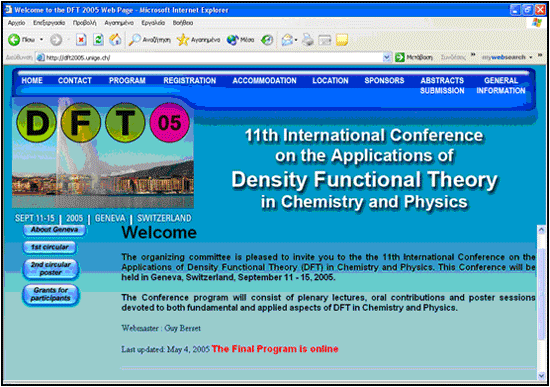 Welcome to the DFT 2005 Web Page - Microsoft Internet Explorer
Αρχείο Επεξεργασία Προβολή Αγαπημένα Εργαλεία Βοήθεια
Πίσω Αναζήτηση Αγαπημένα Μέσα
Διεύθυνση http://dft2005.unige.ch/ Μετάβαση Συνδέσεις mywebsearch
HOME CONTACT PROGRAM REGISTRATION ACCOMMODATION LOCATION SPONSORS ABSTRACTS GENERAL
SUBMISSION INFORMATION
D F T 05
11th International Conference
on the Applications of
Density Functional Theory
in Chemistry and Physics
SEPT 11-15 | 2005 | GENEVA | SWITZERLAND
About Geneva
1st circular
2nd circular
poster
Grants for
participants
Welcome
The organizing committee is pleased to invite you to the the 11th International Conference on the
Applications of Density Functional Theory (DFT) in Chemistry and Physics. This Conference will be
held in Geneva, Switzerland, September 11 - 15, 2005.
The Conference program will consist of plenary lectures, oral contributions and poster sessions
devoted to both fundamental and applied aspects of DFT in Chemistry and Physics.
Webmaster : Guy Berset
Last updated: May 4, 2005 The Final Program is online